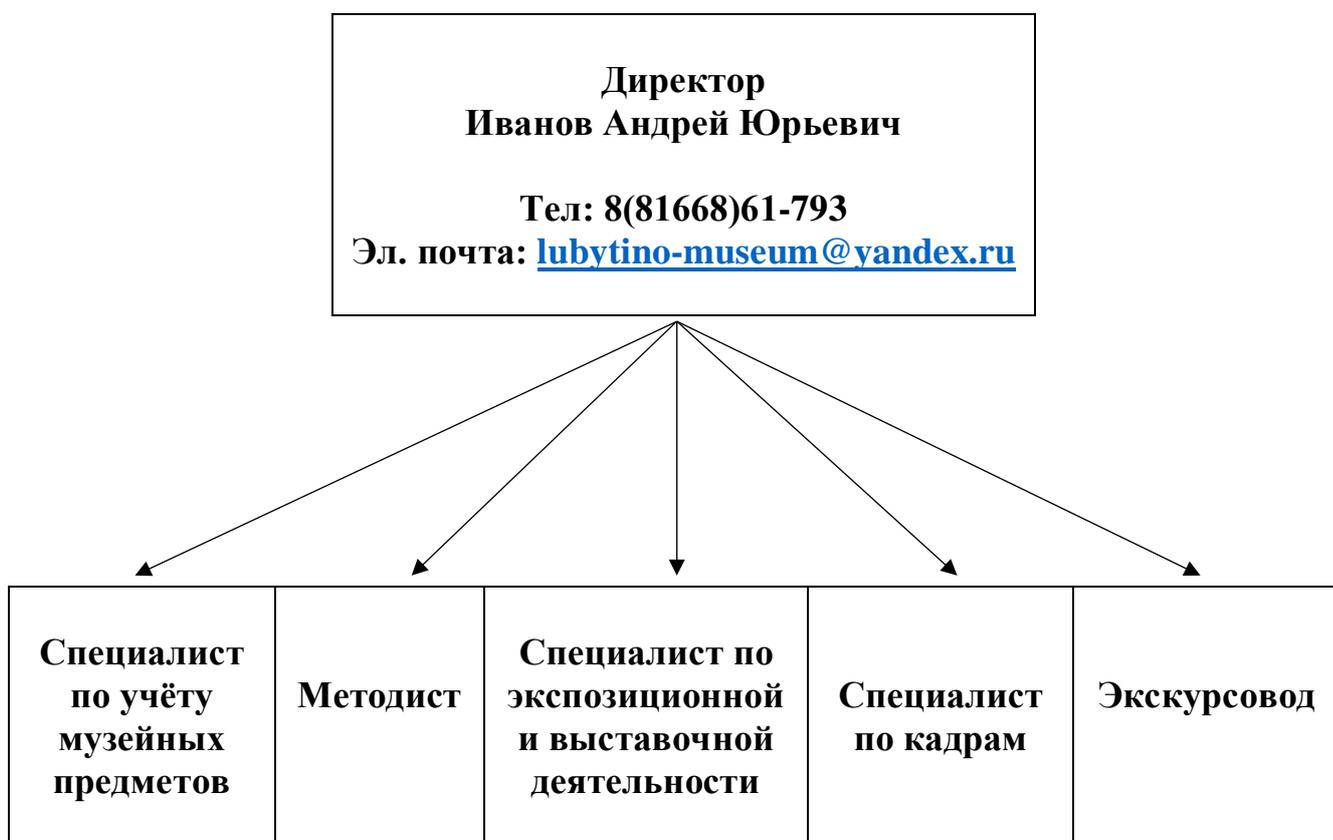 Директор
Иванов Андрей Юрьевич
Тел: 8(81668)61-793
Эл. почта: lubytino-museum@yandex.ru
Специалист
по учёту
музейных
предметов
Методист
Специалист по
экспозиционной
и выставочной
деятельности
Специалист
по кадрам
Экскурсовод